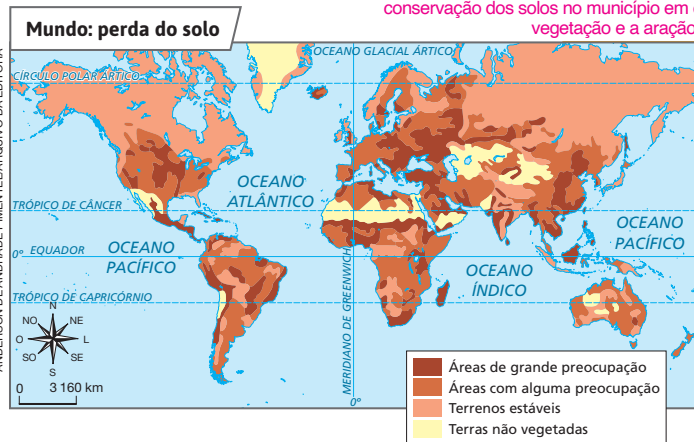 conservação dos solos no município em
vegetação e a aração
Mundo: perda do solo
OCEANO GLACIAL ÁRTICO
CÍRCULO POLAR ÁRTICO
OCEANO
ATLÂNTICO
TRÓPICO DE CÂNCER
OCEANO
PACÍFICO
0° EQUADOR
OCEANO
PACÍFICO
OCEANO
ÍNDICO
TRÓPICO DE CAPRICÓRNIO
MERIDIANO DE GREENWICH
N
NO NE
O L
SO SE
S
0 3 160 km
0°
Áreas de grande preocupação
Áreas com alguma preocupação
Terrenos estáveis
Terras não vegetadas